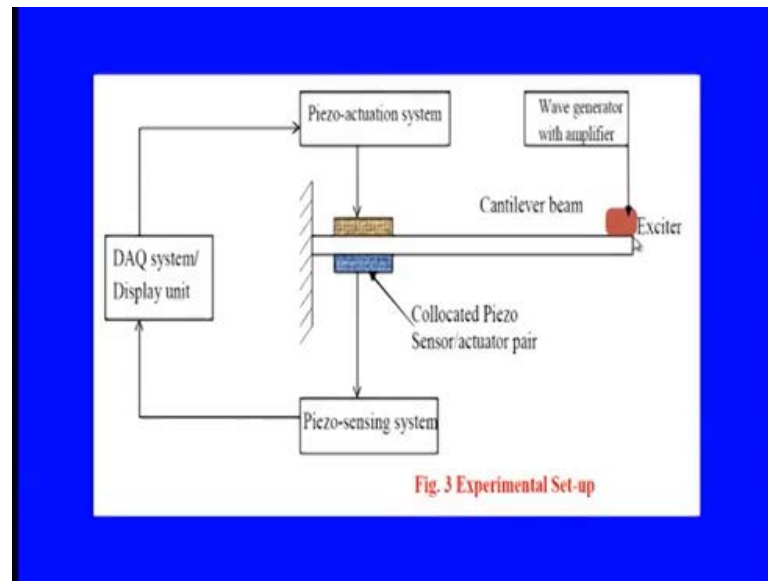 Piezo-actuation system
Wave generator
with amplifier
Cantilever beam
Exciter
DAQ system/
Display unit
Collocated Piezo
Sensor/actuator pair
Piezo-sensing system
Fig. 3 Experimental Set-up